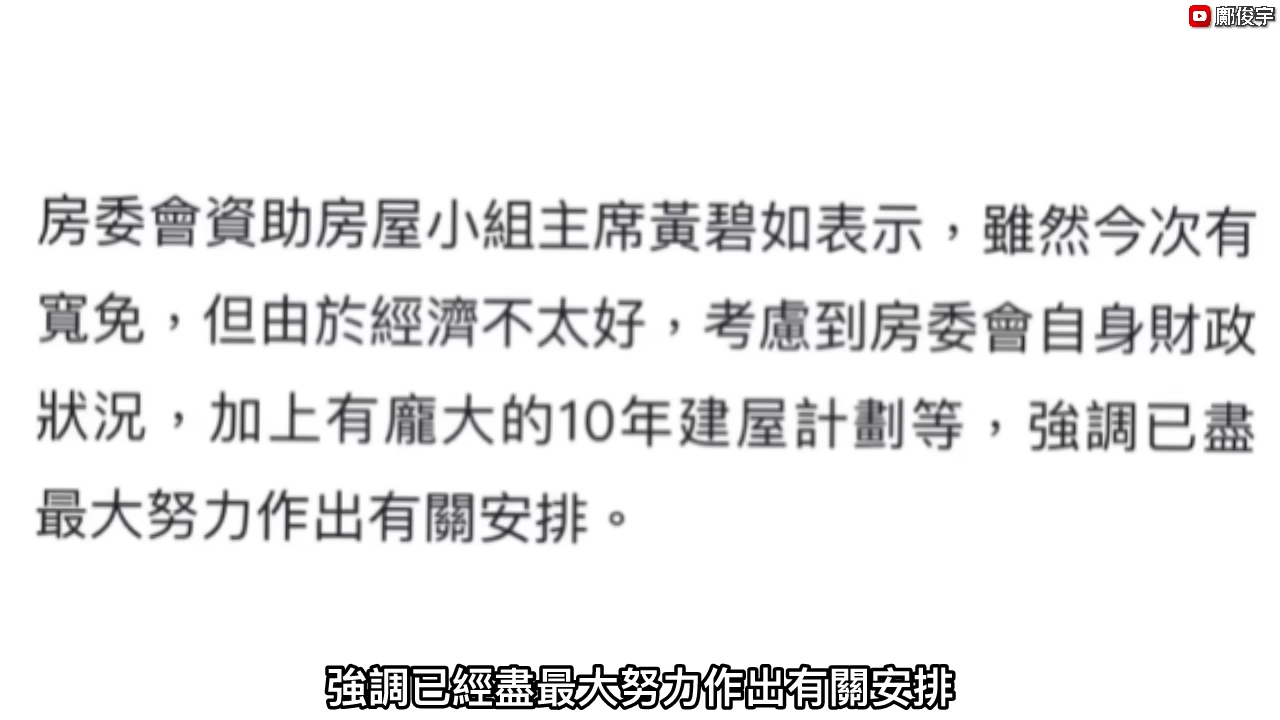 鄺俊宇
房委會資助房屋小組主席黃碧如表示，雖然今次有
寬免，但由於經濟不太好，考慮到房委會自身財政
狀況，加上有龐大的10年建屋計劃等，強調已盡
最大努力作出有關安排。
強調已經盡最大努力作出有關安排